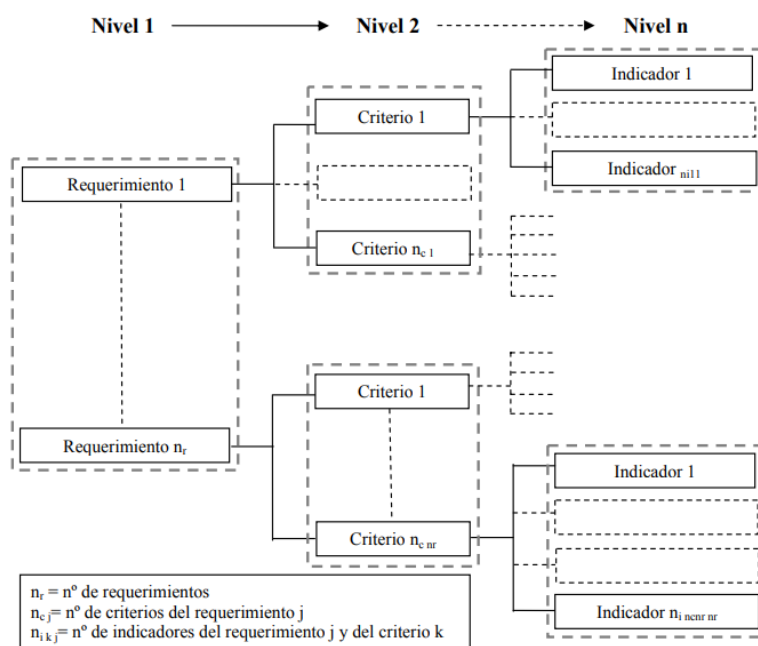 Nivel 1 Nivel 2 Nivel n
Indicador 1
Criterio 1
Indicador ni11
Requerimiento 1
Criterio nc 1
Criterio 1
Requerimiento nr
Indicador 1
Criterio nc nr
Indicador ni ncnr nr
nr = nº de requerimientos
nc j= nº de criterios del requerimiento j
ni k j= nº de indicadores del requerimiento j y del criterio k